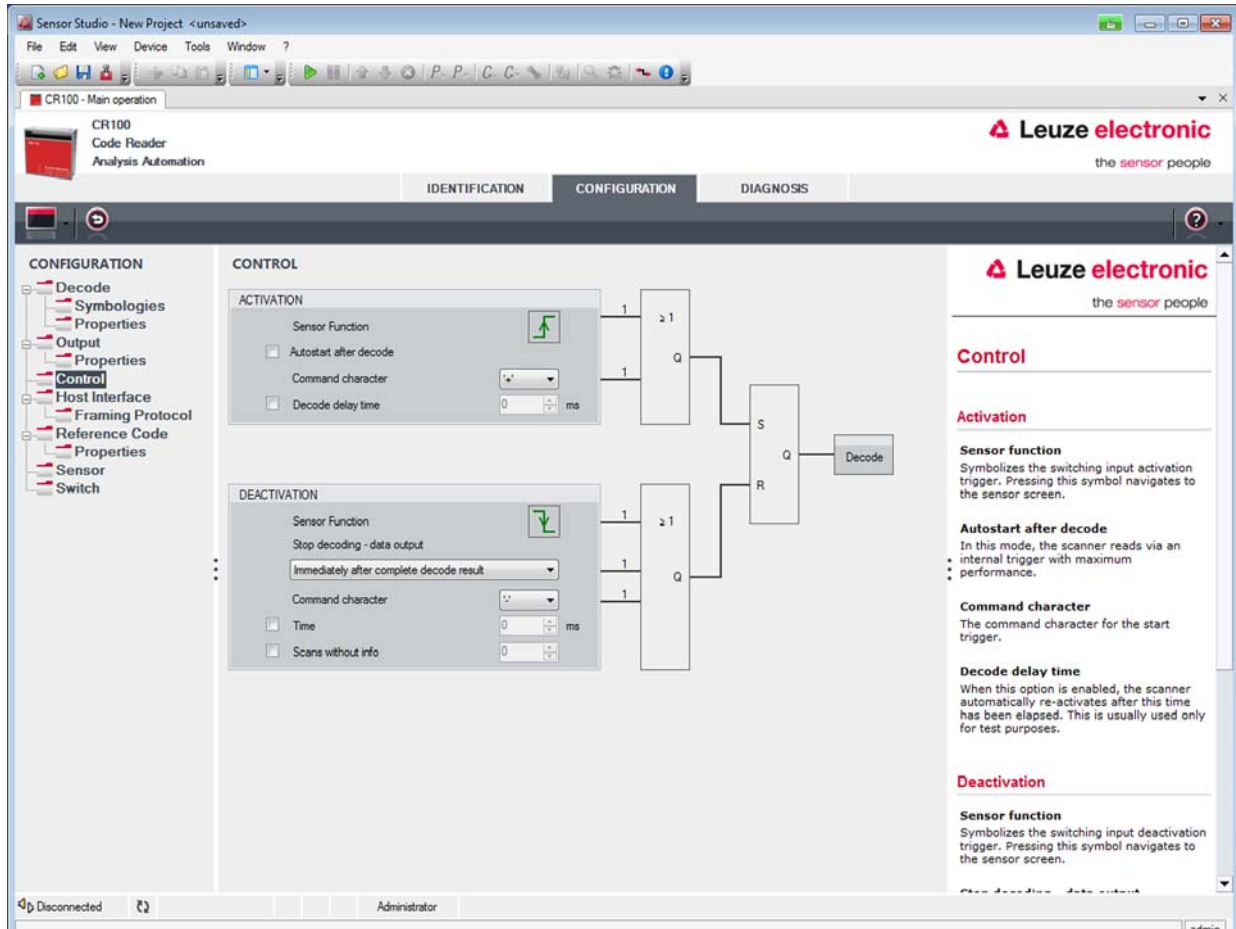 Sensor Studio - New Project <unsaved>
File Edit View Device Tools Window ?
P- P- C- C-
CR100 - Main operation
CR100
Code Reader
Analysis Automation
Leuze electronic
the sensor people
IDENTIFICATION CONFIGURATION DIAGNOSIS
CONFIGURATION
Decode
Symbologies
Properties
Output
Properties
Control
Host Interface
Framing Protocol
Reference Code
Properties
Sensor
Switch
CONTROL
ACTIVATION
Sensor Function
Autostart after decode
Command character '+'
Decode delay time 0 ms
1
1
≥1
Q
DEACTIVATION
Sensor Function
Stop decoding - data output
Immediately after complete decode result
Command character '-'
Time 0 ms
Scans without info 0
1
1
1
≥1
Q
S
Q
R
Decode
Leuze electronic
the sensor people
Control
Activation
Sensor function
Symbolizes the switching input activation
trigger. Pressing this symbol navigates to
the sensor screen.
Autostart after decode
In this mode, the scanner reads via an
internal trigger with maximum
performance.
Command character
The command character for the start
trigger.
Decode delay time
When this option is enabled, the scanner
automatically re-activates after this time
has been elapsed. This is usually used only
for test purposes.
Deactivation
Sensor function
Symbolizes the switching input deactivation
trigger. Pressing this symbol navigates to
the sensor screen.
Stop decoding - data output
Disconnected
Administrator
admin